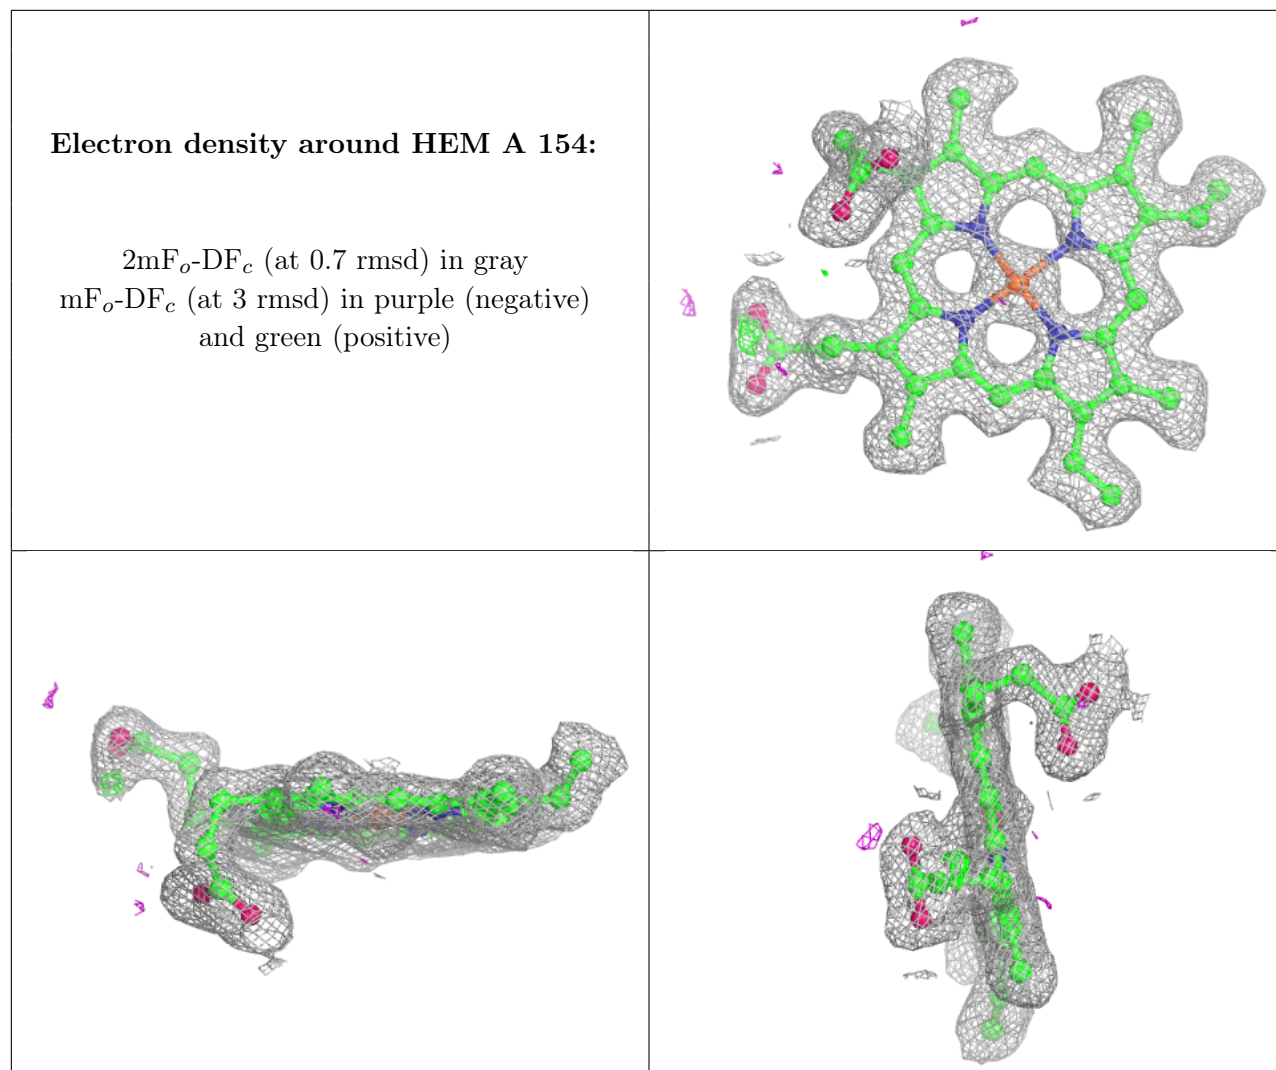 Electron density around HEM A 154:
2mFo-DFc (at 0.7 rmsd) in gray
mFo-DFc (at 3 rmsd) in purple (negative)
and green (positive)